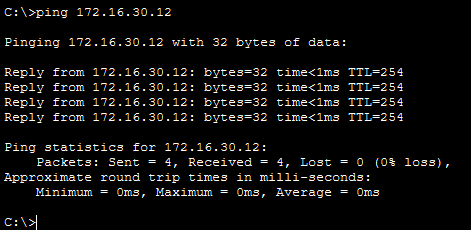 C:\>ping 172.16.30.12
Pinging 172.16.30.12 with 32 bytes of data:
Reply from 172.16.30.12: bytes=32 time<1ms TTL=254
Reply from 172.16.30.12: bytes=32 time<1ms TTL=254
Reply from 172.16.30.12: bytes=32 time<1ms TTL=254
Reply from 172.16.30.12: bytes=32 time<1ms TTL=254
Ping statistics for 172.16.30.12:
    Packets: Sent = 4, Received = 4, Lost = 0 (0% loss),
Approximate round trip times in milli-seconds:
    Minimum = 0ms, Maximum = 0ms, Average = 0ms
C:\>